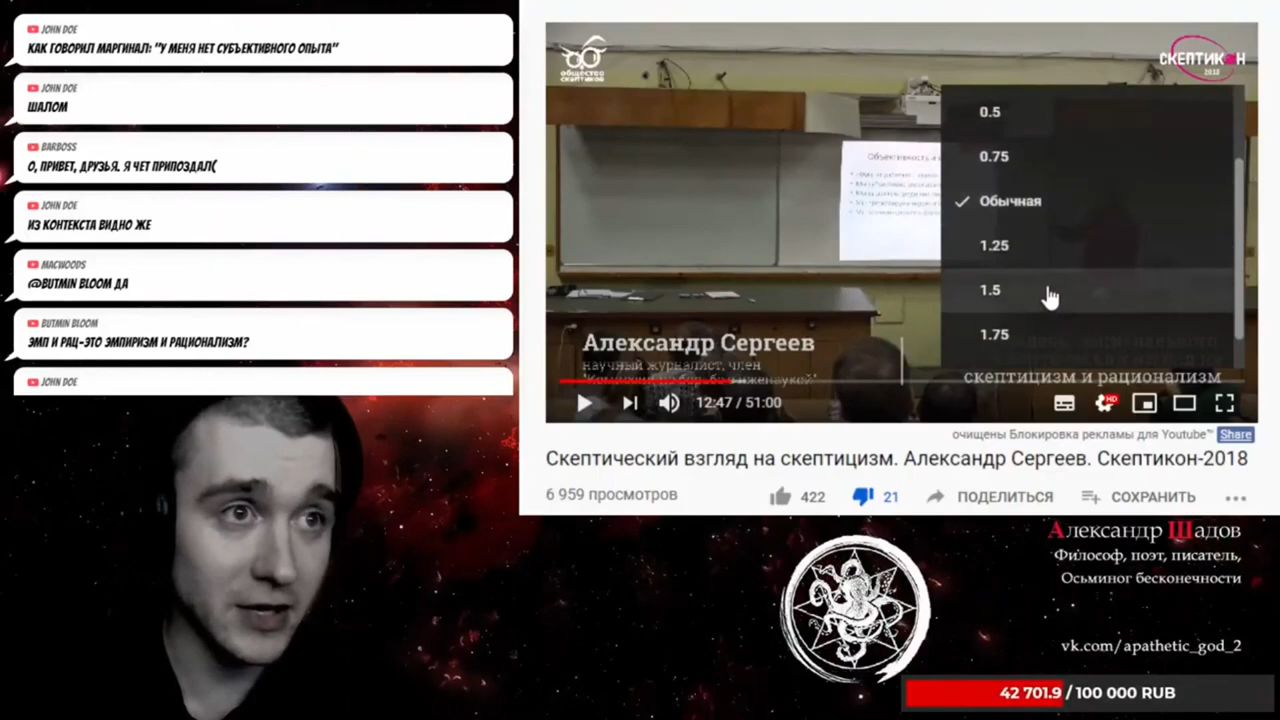 JOHN DOE
КАК ГОВОРИЛ МАРГИНАЛ: "У МЕНЯ НЕТ СУБЪЕКТИВНОГО ОПЫТА"
JOHN DOE
ШАЛОМ
BARBOSS
О, ПРИВЕТ, ДРУЗЬЯ. Я ЧЕТ ПРИПОЗДАЛ(
JOHN DOE
ИЗ КОНТЕКСТА ВИДНО ЖЕ
MACWOODS
@BUTMIN BLOOM ДА
BUTMIN BLOOM
ЭМП И РАЦ-ЭТО ЭМПИРИЗМ И РАЦИОНАЛИЗМ?
JOHN DOE
ОБЩЕСТВО
СКЕПТИКОВ
СКЕПТИКОН
2018
0.5
0.75
Обычная
1.25
1.5
1.75
Александр Сергеев
научный журналист, член
скептицизм и рационализм
12:47 / 51:00
HD
очищены Блокировка рекламы для Youtube™ Share
Скептический взгляд на скептицизм. Александр Сергеев. Скептикон-2018
6 959 просмотров
422
21
ПОДЕЛИТЬСЯ
СОХРАНИТЬ
Александр Шадов
Философ, поэт, писатель,
Осьминог бесконечности
vk.com/apathetic_god_2
42 701.9 / 100 000 RUB